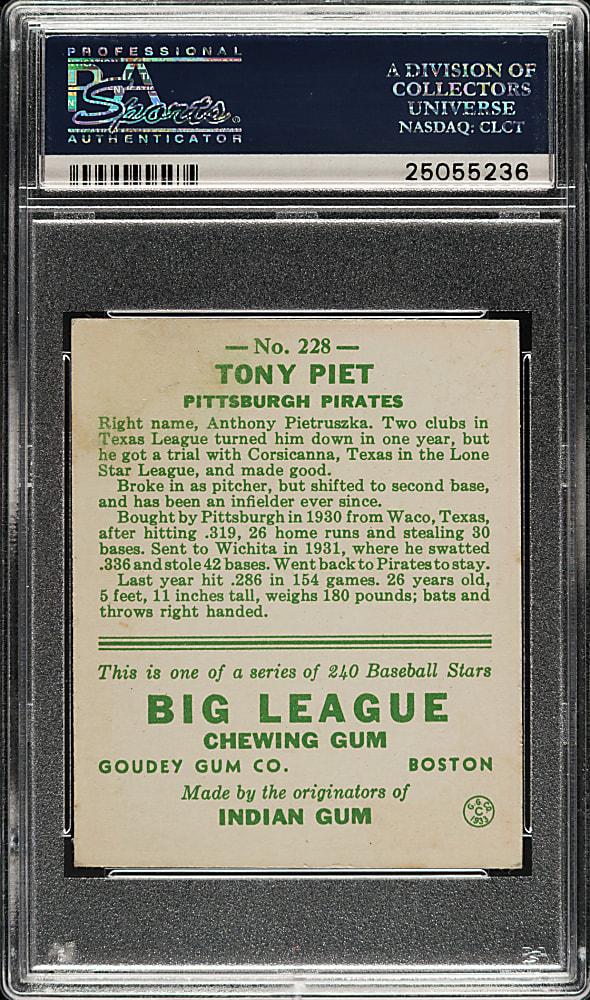 PROFESSIONAL
PSA
Sports
AUTHENTICATOR
A DIVISION OF
COLLECTORS
UNIVERSE
NASDAQ: CLCT
25055236
— No. 228 —
TONY PIET
PITTSBURGH PIRATES
Right name, Anthony Pietruszka. Two clubs in
Texas League turned him down in one year, but
he got a trial with Corsicanna, Texas in the Lone
Star League, and made good.
Broke in as pitcher, but shifted to second base,
and has been an infielder ever since.
Bought by Pittsburgh in 1930 from Waco, Texas,
after hitting .319, 26 home runs and stealing 30
bases. Sent to Wichita in 1931, where he swatted
.336 and stole 42 bases. Went back to Pirates to stay.
Last year hit .286 in 154 games. 26 years old,
5 feet, 11 inches tall, weighs 180 pounds; bats and
throws right handed.
This is one of a series of 240 Baseball Stars
BIG LEAGUE
CHEWING GUM
GOUDEY GUM CO. BOSTON
Made by the originators of
INDIAN GUM
G. G. CO.
C
1933